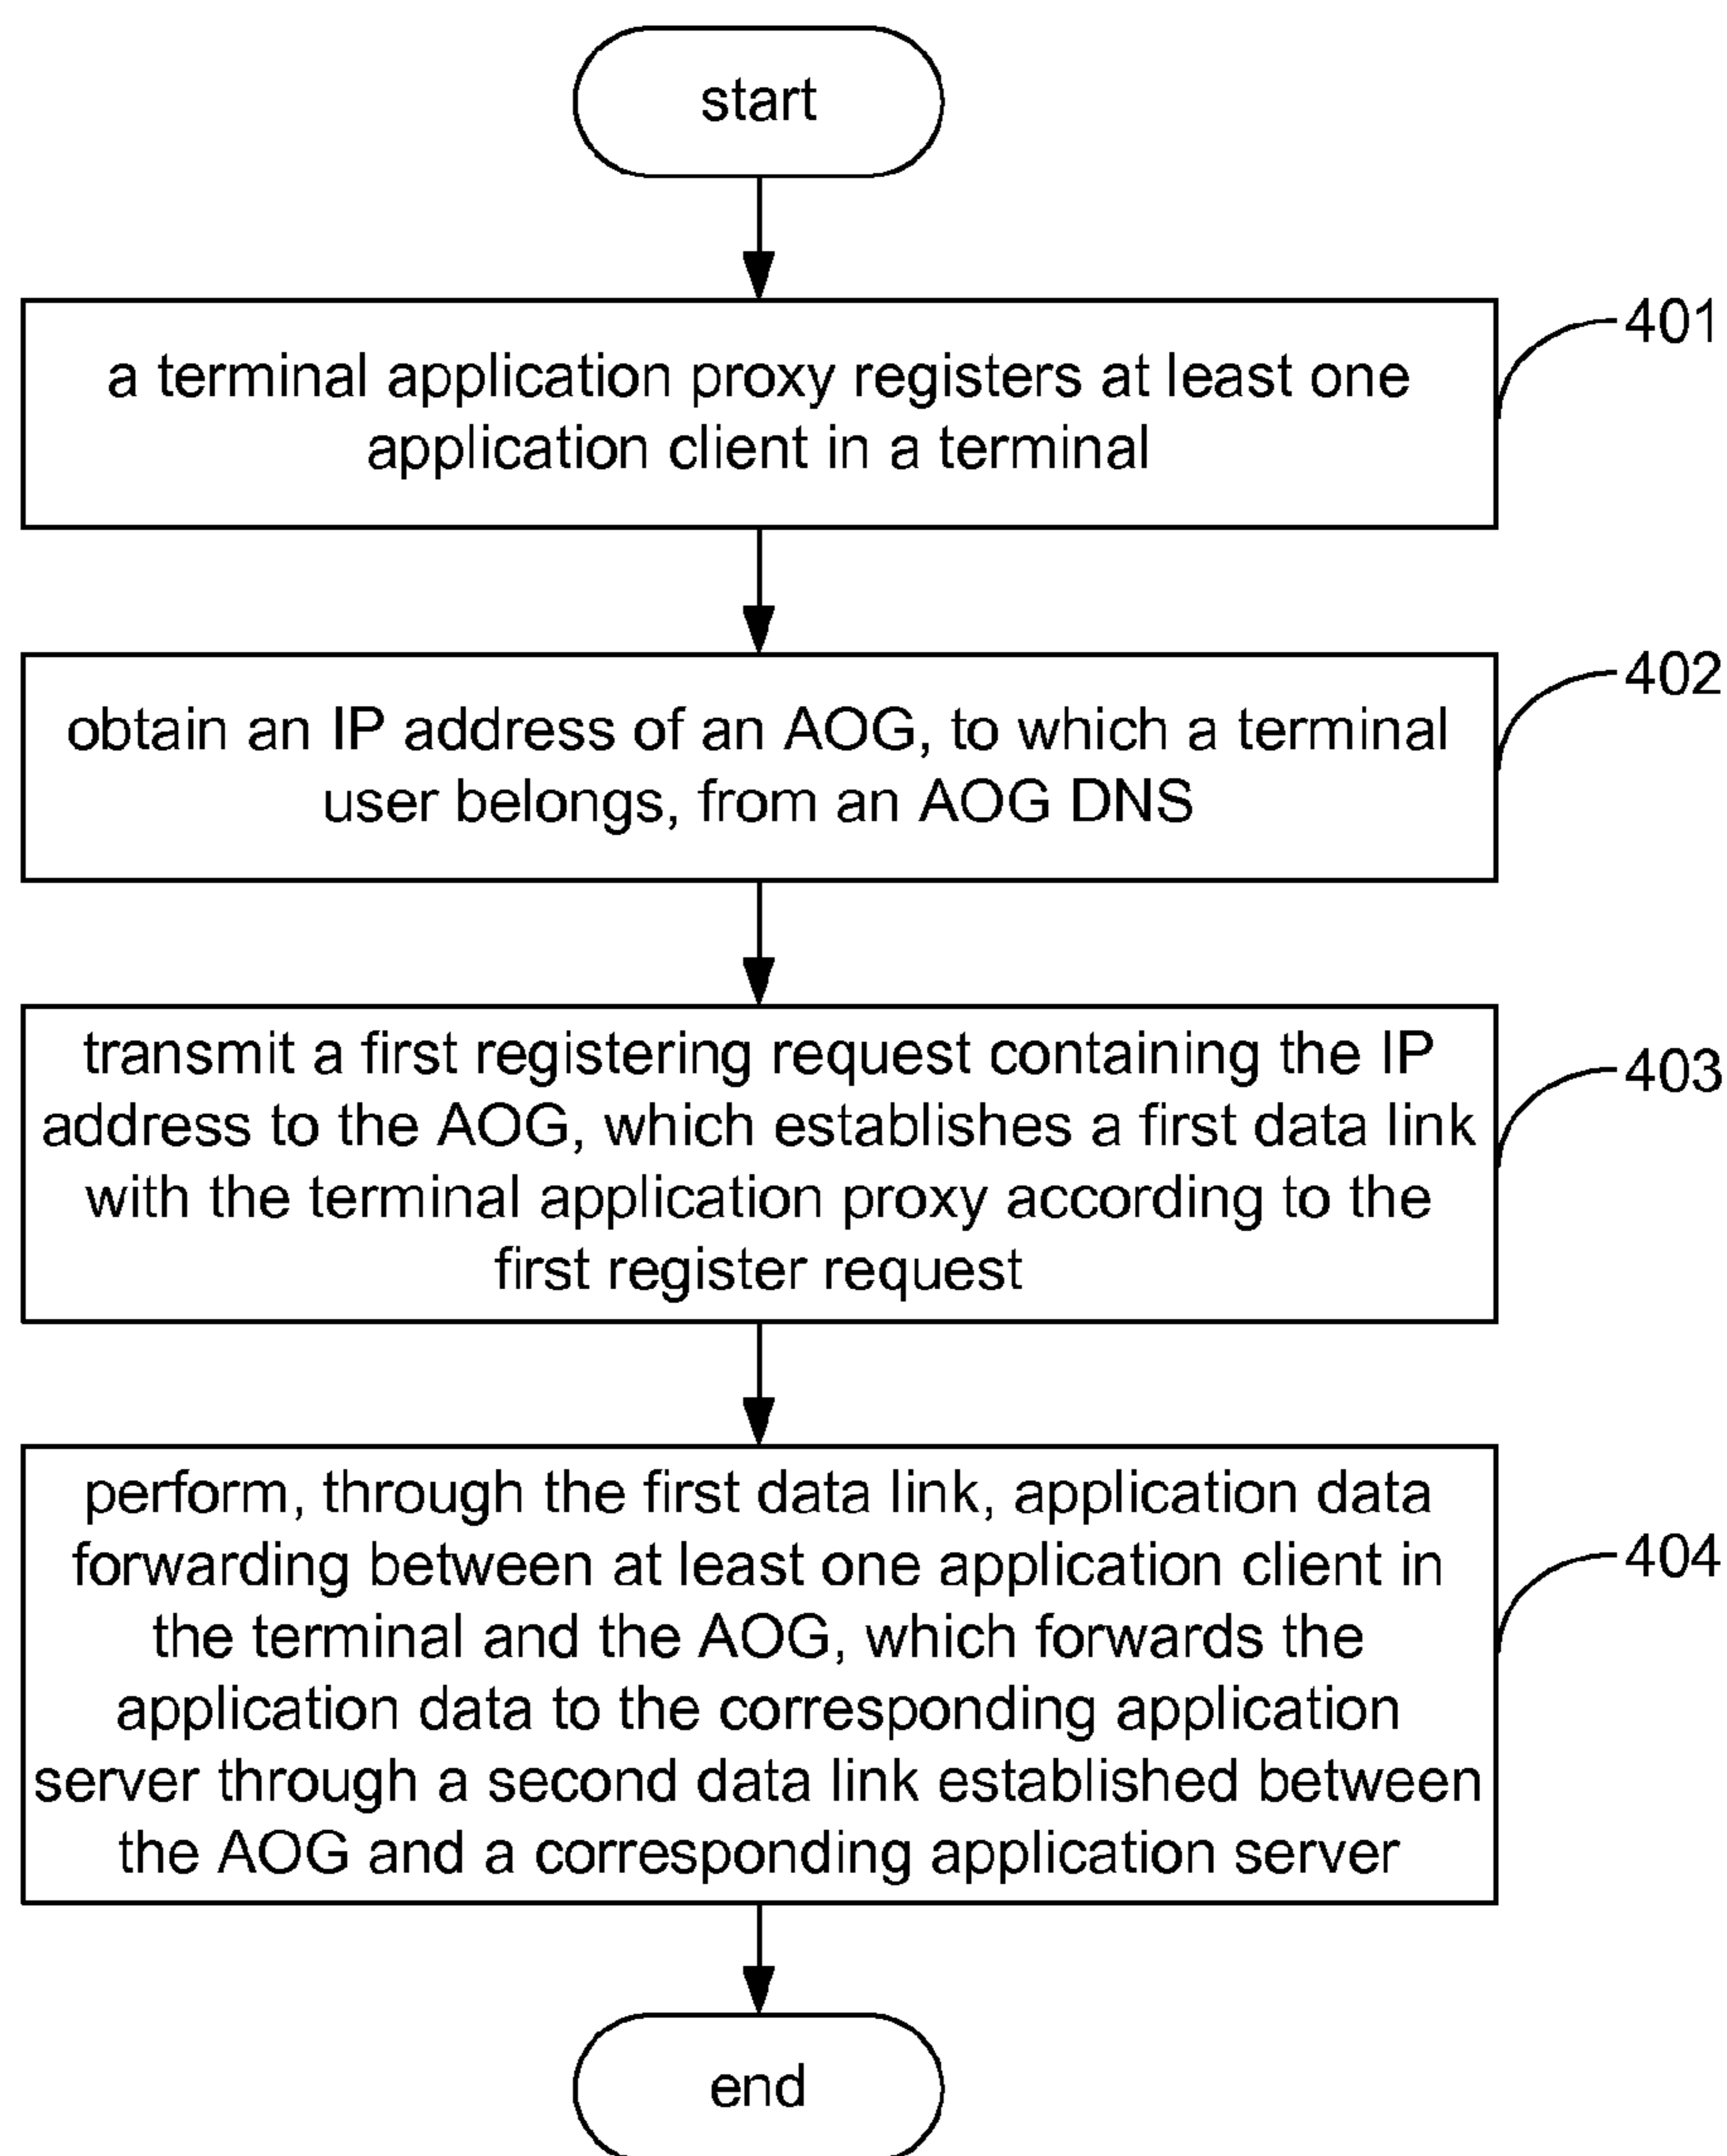 start
a terminal application proxy registers at least one
application client in a terminal
401
obtain an IP address of an AOG, to which a terminal
user belongs, from an AOG DNS
402
transmit a first registering request containing the IP
address to the AOG, which establishes a first data link
with the terminal application proxy according to the
first register request
403
perform, through the first data link, application data
forwarding between at least one application client in
the terminal and the AOG, which forwards the
application data to the corresponding application
server through a second data link established between
the AOG and a corresponding application server
404
end